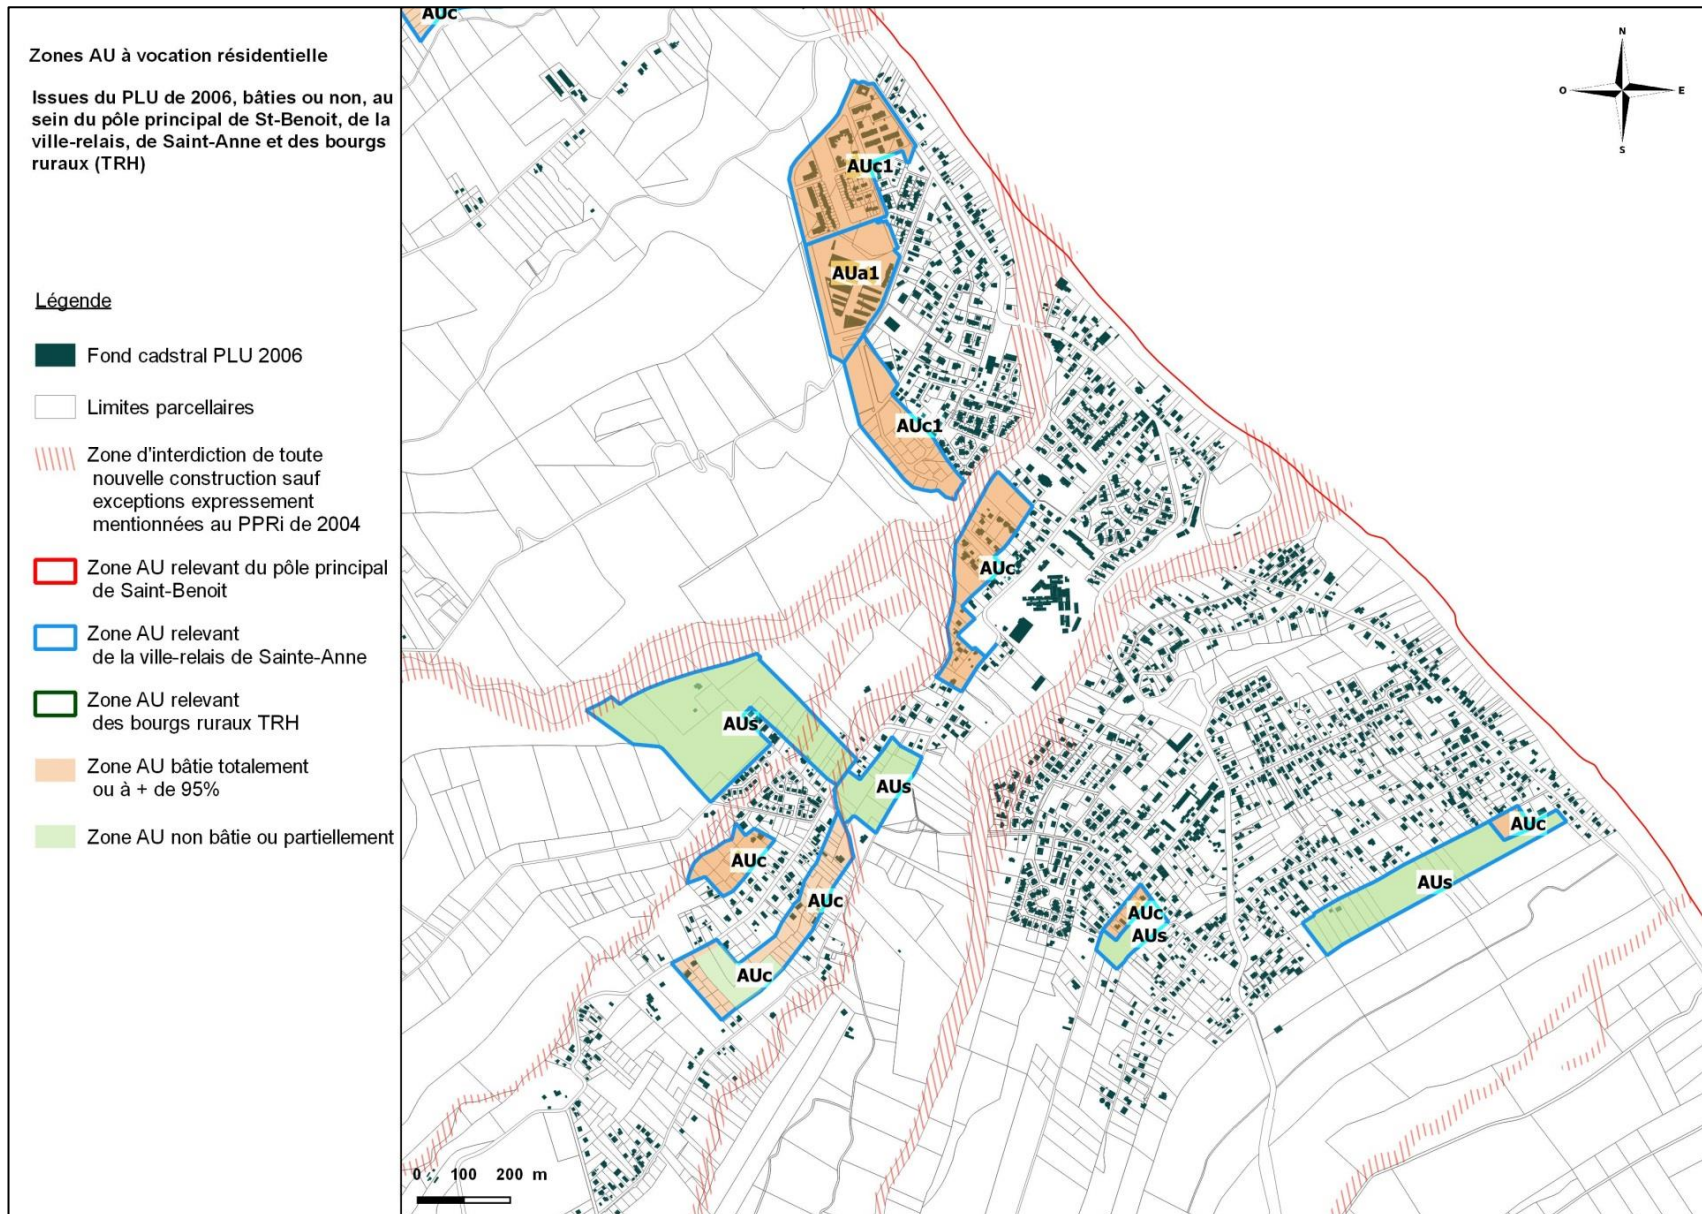 Zones AU à vocation résidentielle
Issues du PLU de 2006, bâties ou non, au
sein du pôle principal de St-Benoit, de la
ville-relais, de Saint-Anne et des bourgs
ruraux (TRH)
Légende
Fond cadstral PLU 2006
Limites parcellaires
Zone d'interdiction de toute
nouvelle construction sauf
exceptions expressement
mentionnées au PPRi de 2004
Zone AU relevant du pôle principal
de Saint-Benoit
Zone AU relevant
de la ville-relais de Sainte-Anne
Zone AU relevant
des bourgs ruraux TRH
Zone AU bâtie totalement
ou à + de 95%
Zone AU non bâtie ou partiellement
AUc
N
O
E
S
AUc1
AUa1
AUc1
AUc
AUs
AUs
AUc
AUc
AUc
AUc
AUs
AUc
AUs
0 100 200 m